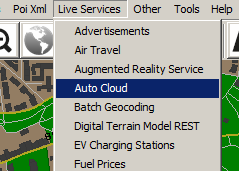 Poi Xml Live Services Other Tools Help
Advertisements
Air Travel
Augmented Reality Service
Auto Cloud
Batch Geocoding
Digital Terrain Model REST
EV Charging Stations
Fuel Prices